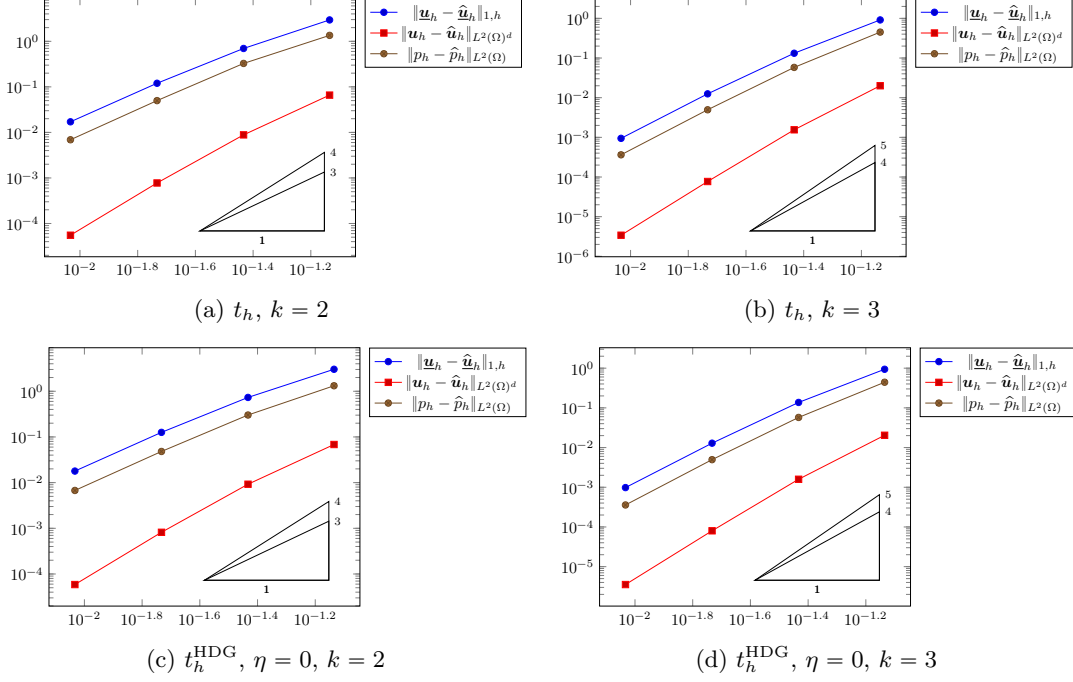 10^0
10^{-1}
10^{-2}
10^{-3}
10^{-4}
10^{-2} 10^{-1.8} 10^{-1.6} 10^{-1.4} 10^{-1.2}
4
3
1
‖u_h − û_h‖_{1,h}
‖u_h − û_h‖_{L^2(Ω)^d}
‖p_h − p̂_h‖_{L^2(Ω)}
(a) t_h, k = 2
10^0
10^{-1}
10^{-2}
10^{-3}
10^{-4}
10^{-5}
10^{-6}
10^{-2} 10^{-1.8} 10^{-1.6} 10^{-1.4} 10^{-1.2}
5
4
1
‖u_h − û_h‖_{1,h}
‖u_h − û_h‖_{L^2(Ω)^d}
‖p_h − p̂_h‖_{L^2(Ω)}
(b) t_h, k = 3
10^0
10^{-1}
10^{-2}
10^{-3}
10^{-4}
10^{-2} 10^{-1.8} 10^{-1.6} 10^{-1.4} 10^{-1.2}
4
3
1
‖u_h − û_h‖_{1,h}
‖u_h − û_h‖_{L^2(Ω)^d}
‖p_h − p̂_h‖_{L^2(Ω)}
(c) t_h^{HDG}, η = 0, k = 2
10^0
10^{-1}
10^{-2}
10^{-3}
10^{-4}
10^{-5}
10^{-2} 10^{-1.8} 10^{-1.6} 10^{-1.4} 10^{-1.2}
5
4
1
‖u_h − û_h‖_{1,h}
‖u_h − û_h‖_{L^2(Ω)^d}
‖p_h − p̂_h‖_{L^2(Ω)}
(d) t_h^{HDG}, η = 0, k = 3